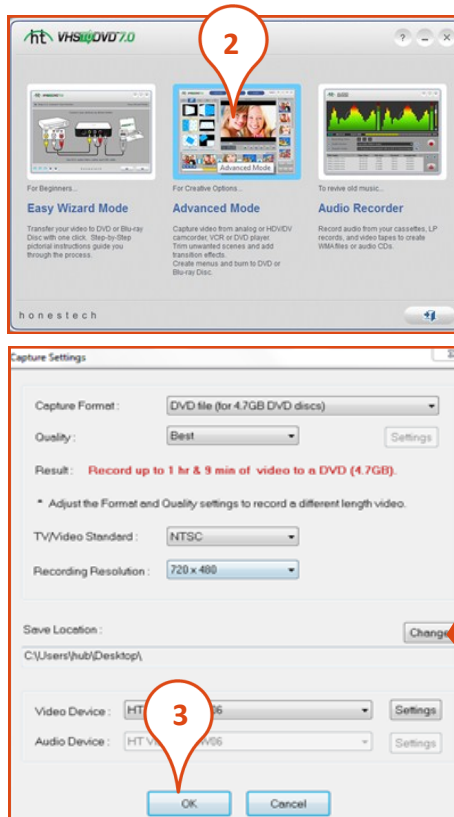 ht VHS to DVD 7.0
2
? – ×
Advanced Mode
For Beginners...
Easy Wizard Mode
Transfer your video to DVD or Blu-ray
Disc with one click. Step-by-Step
pictorial instructions guide you
through the process.
For Creative Options...
Advanced Mode
Capture video from analog or HD/DV
camcorder, VCR or DVD player.
Trim unwanted scenes and add
transition effects.
Create menus and burn to DVD or
Blu-ray Disc.
To revive old music...
Audio Recorder
Record audio from your cassettes, LP
records, and video tapes to create
WMA files or audio CDs.
honestech
Capture Settings
Capture Format : DVD file (for 4.7GB DVD discs)
Quality : Best Settings
Result : Record up to 1 hr & 9 min of video to a DVD (4.7GB).
* Adjust the Format and Quality settings to record a different length video.
TV/Video Standard : NTSC
Recording Resolution : 720 x 480
Save Location : Change
C:\Users\hub\Desktop\
Video Device : HT 06 Settings
Audio Device : HT Settings
3
OK Cancel